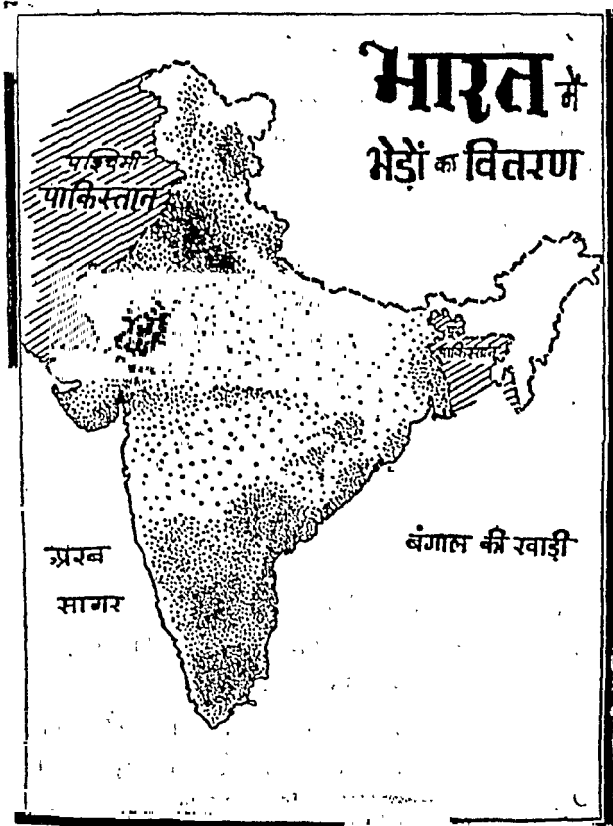 भारत में
भेड़ों का वितरण
पश्चिमी
पाकिस्तान
पूर्वी
पाकिस्तान
अरब
सागर
बंगाल की खाड़ी